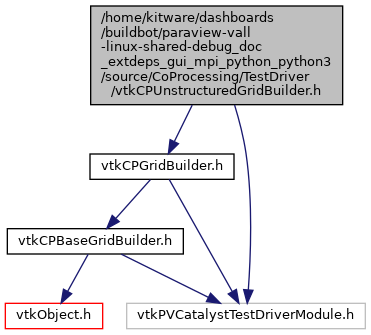 /home/kitware/dashboards
/buildbot/paraview-vall
-linux-shared-debug_doc
_extdeps_gui_mpi_python_python3
/source/CoProcessing/TestDriver
/vtkCPUnstructuredGridBuilder.h
vtkCPGridBuilder.h
vtkCPBaseGridBuilder.h
vtkObject.h
vtkPVCatalystTestDriverModule.h